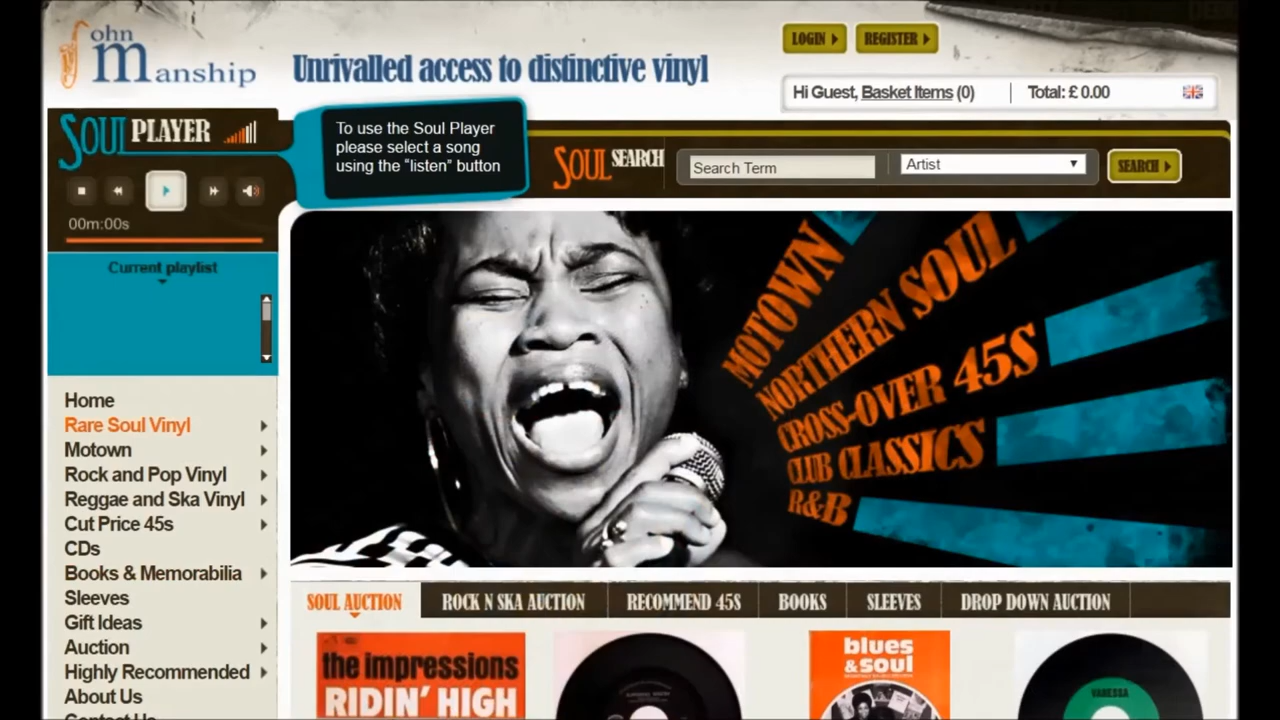 John
Manship
Unrivalled access to distinctive vinyl
LOGIN
REGISTER
Hi Guest, Basket Items (0)
Total: £ 0.00
SOUL PLAYER
To use the Soul Player
please select a song
using the "listen" button
SOUL SEARCH
Search Term
Artist
SEARCH
00m:00s
Current playlist
MOTOWN
NORTHERN SOUL
CROSS-OVER 45S
CLUB CLASSICS
R&B
Home
Rare Soul Vinyl
Motown
Rock and Pop Vinyl
Reggae and Ska Vinyl
Cut Price 45s
CDs
Books & Memorabilia
Sleeves
Gift Ideas
Auction
Highly Recommended
About Us
Contact Us
SOUL AUCTION
ROCK N SKA AUCTION
RECOMMEND 45S
BOOKS
SLEEVES
DROP DOWN AUCTION
the impressions
RIDIN' HIGH
blues
& soul
VANESSA